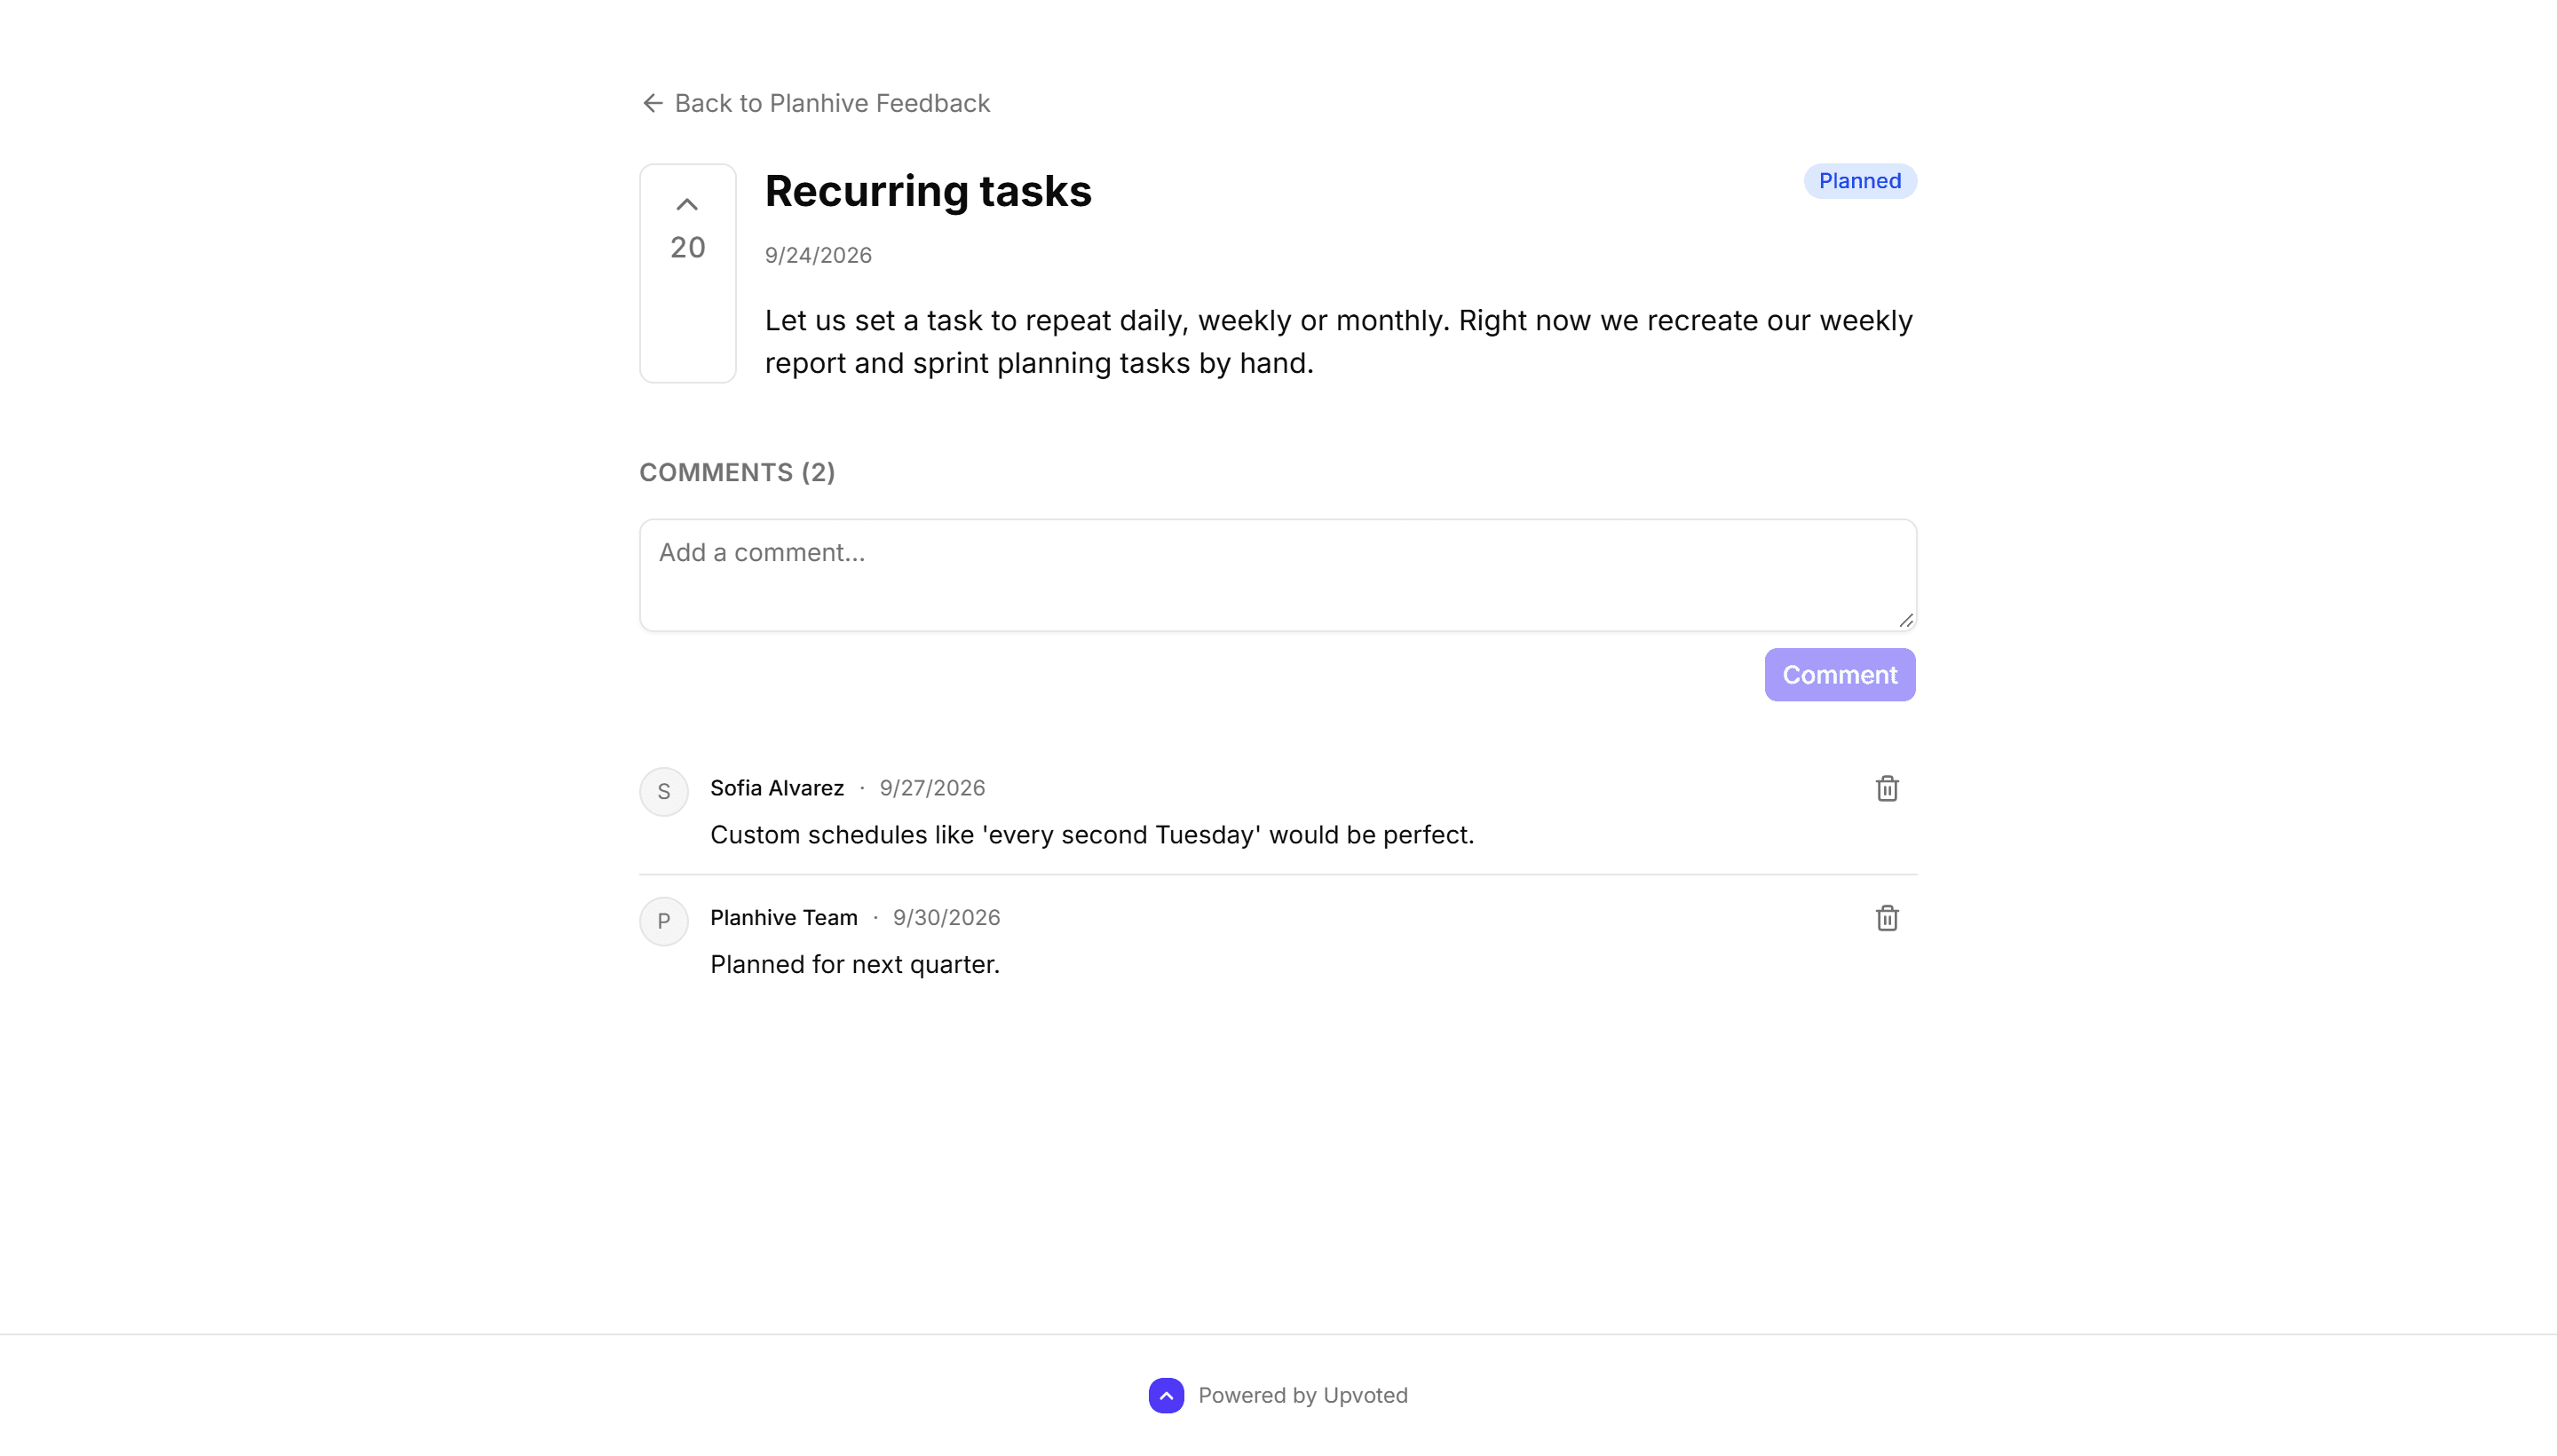 Back to Planhive Feedback
20
Recurring tasks
Planned
9/24/2026
Let us set a task to repeat daily, weekly or monthly. Right now we recreate our weekly
report and sprint planning tasks by hand.
COMMENTS (2)
Add a comment...
Comment
S
Sofia Alvarez · 9/27/2026
Custom schedules like 'every second Tuesday' would be perfect.
P
Planhive Team · 9/30/2026
Planned for next quarter.
Powered by Upvoted